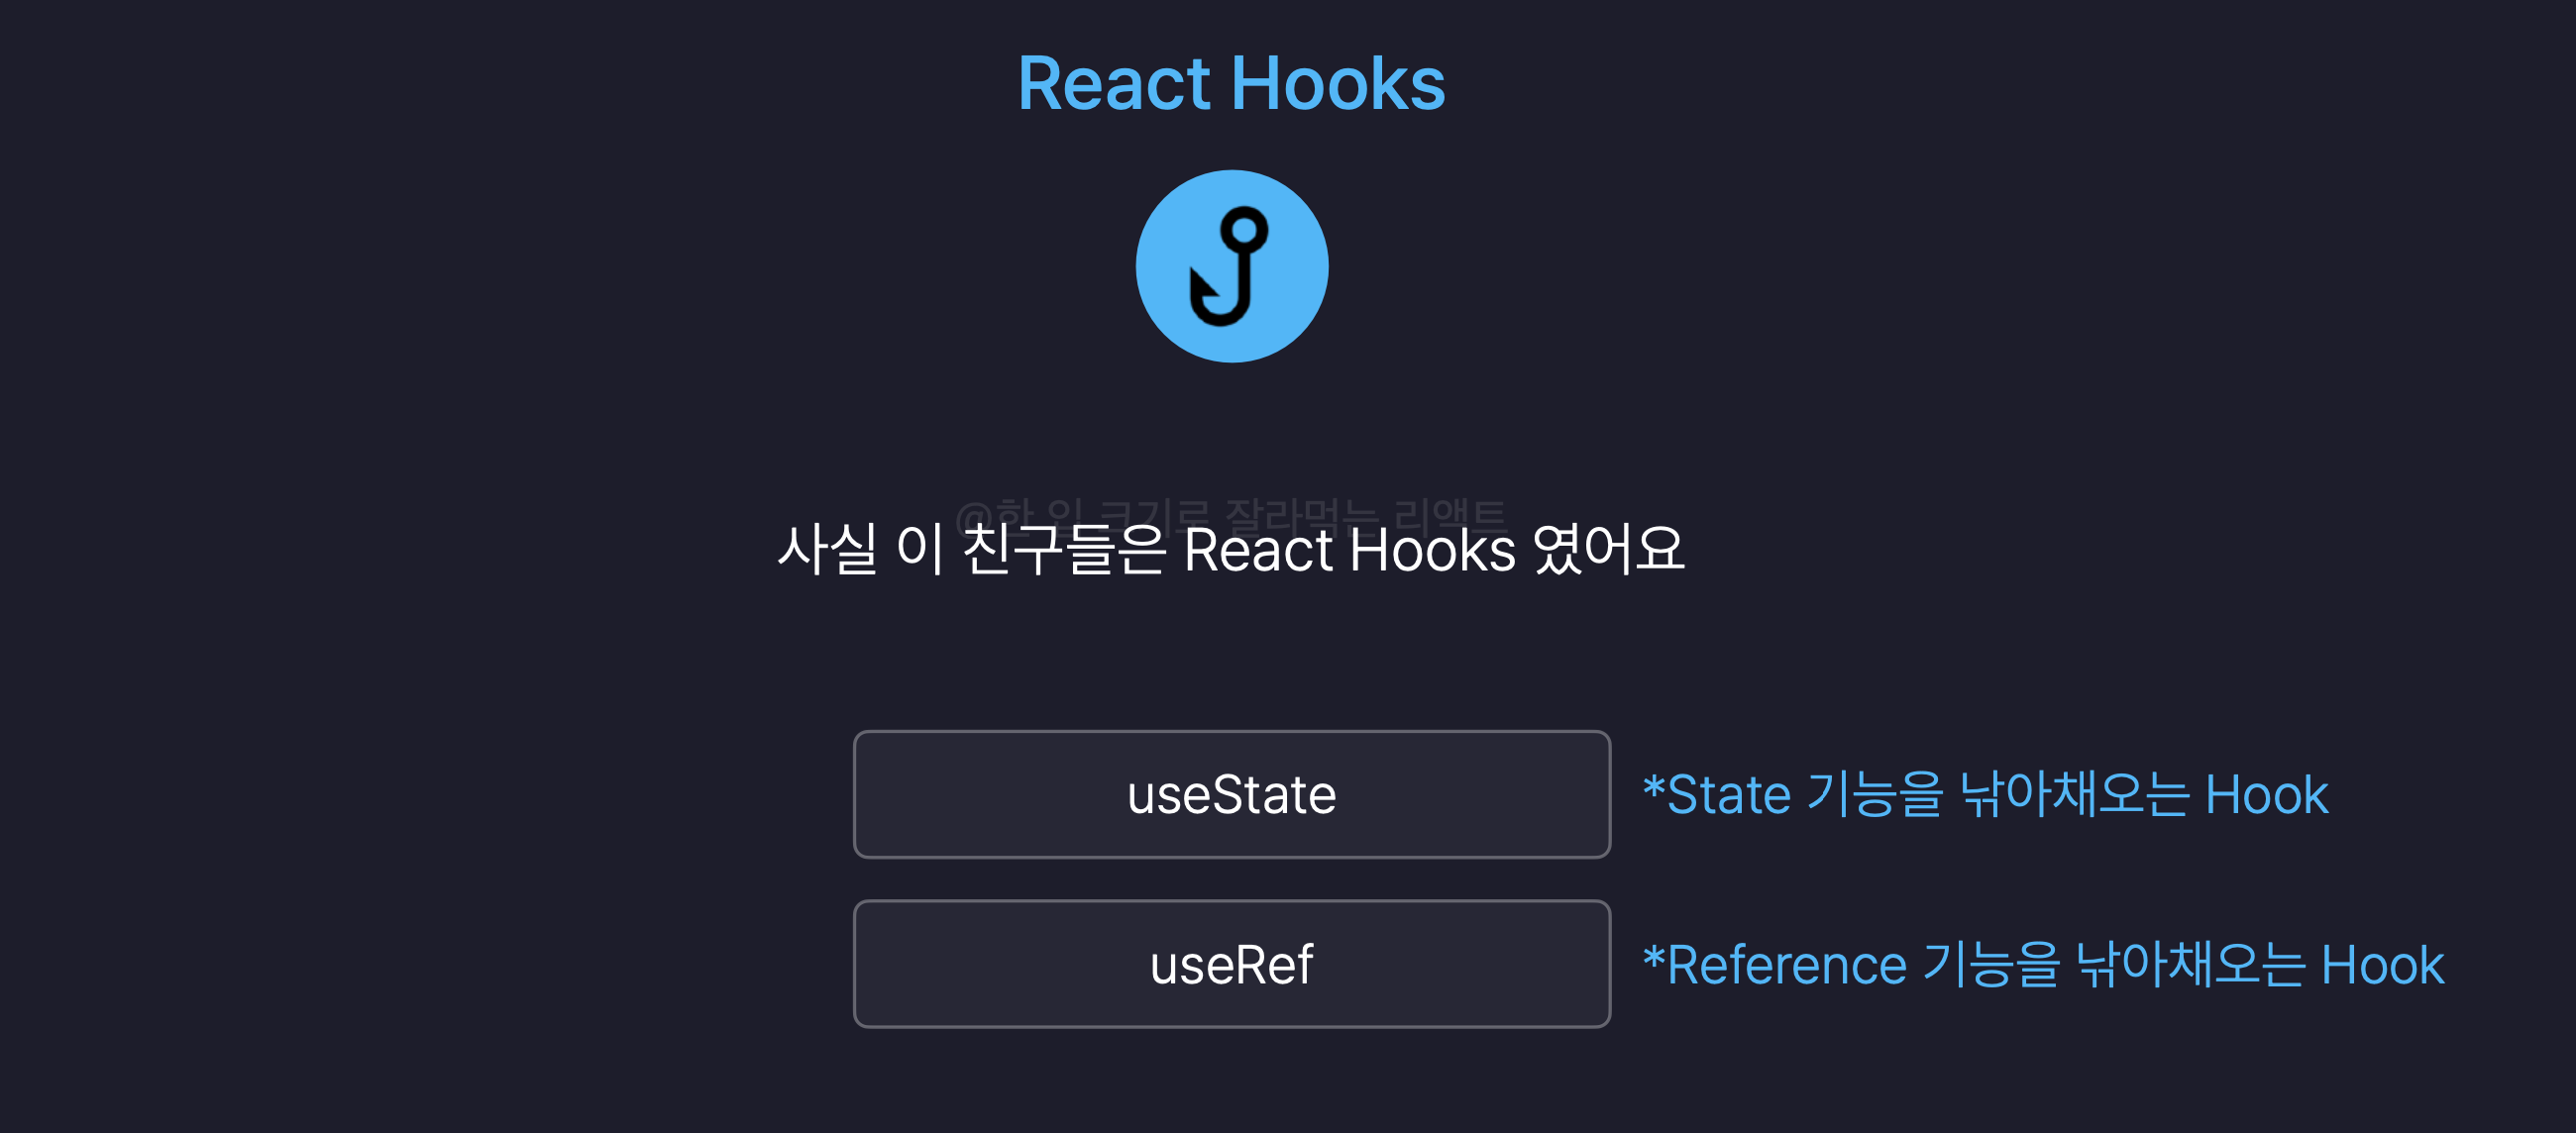 React Hooks
@한 입 크기로 잘라먹는 리액트
사실 이 친구들은 React Hooks 였어요
useState
*State 기능을 낚아채오는 Hook
useRef
*Reference 기능을 낚아채오는 Hook